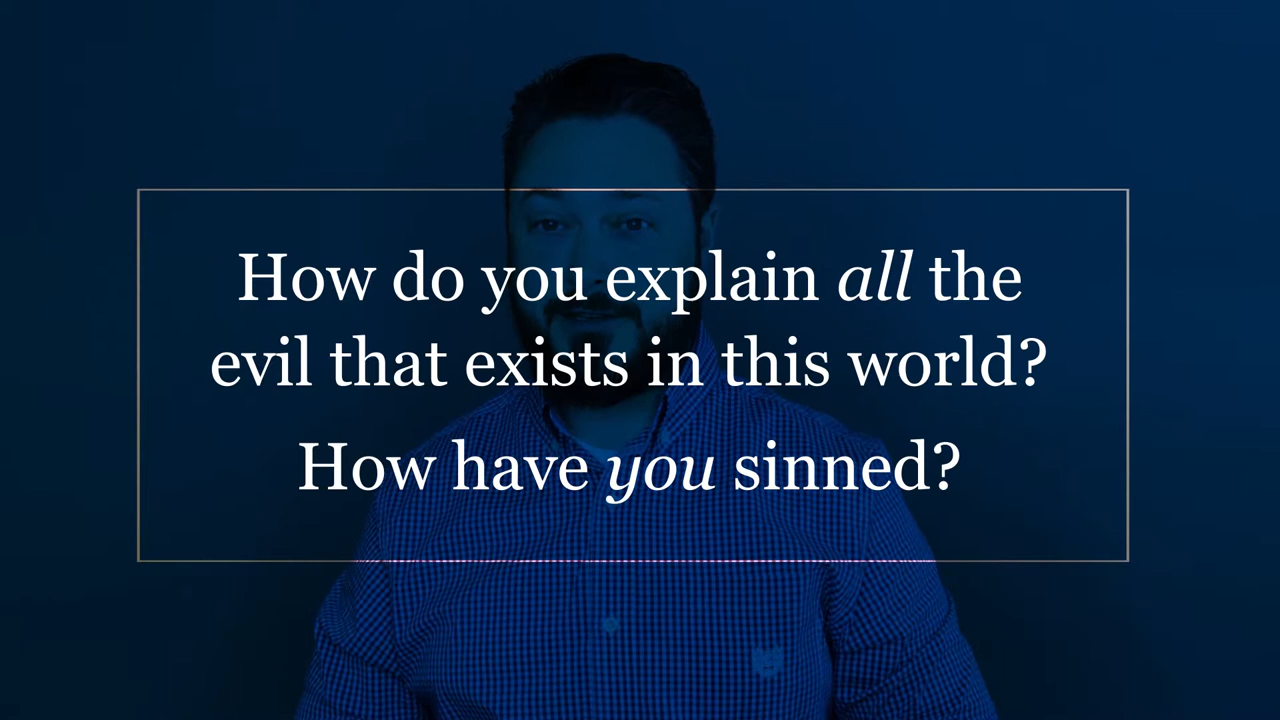 How do you explain all the
evil that exists in this world?
How have you sinned?